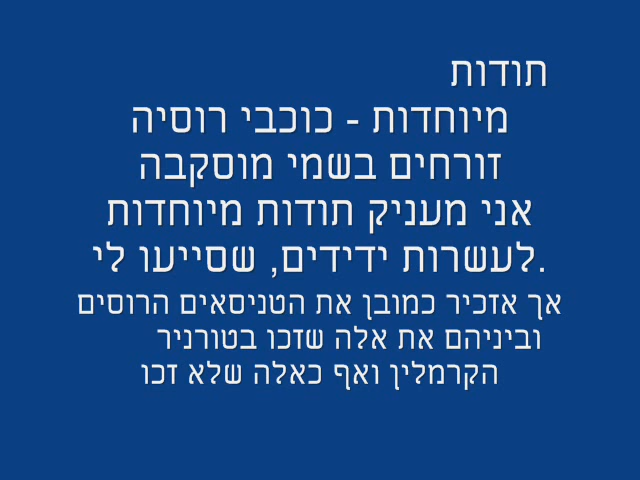 תודות
מיוחדות - כוכבי רוסיה
זורחים בשמי מוסקבה
אני מעניק תודות מיוחדות
.לעשרות ידידים, שסייעו לי
אך אזכיר כמובן את הטניסאים הרוסים
וביניהם את אלה שזכו בטורניר
הקרמלין ואף כאלה שלא זכו